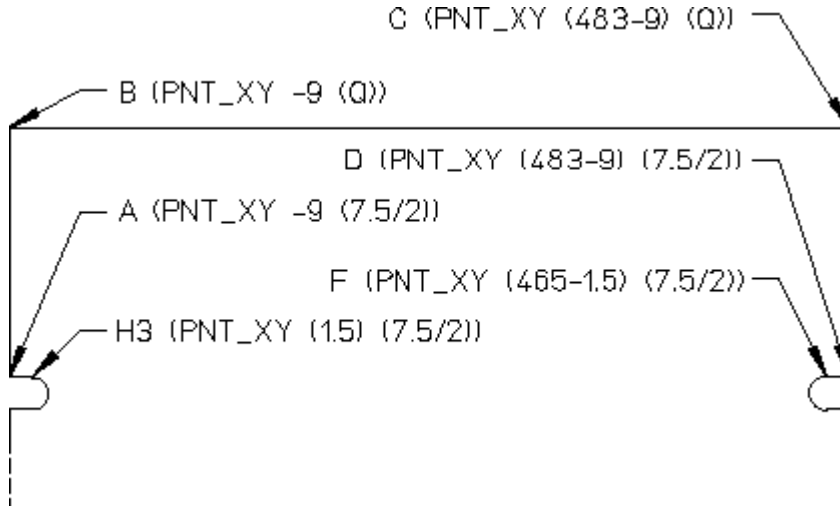 C (PNT_XY (483-9) (Q))
B (PNT_XY -9 (Q))
D (PNT_XY (483-9) (7.5/2))
A (PNT_XY -9 (7.5/2))
F (PNT_XY (465-1.5) (7.5/2))
H3 (PNT_XY (1.5) (7.5/2))